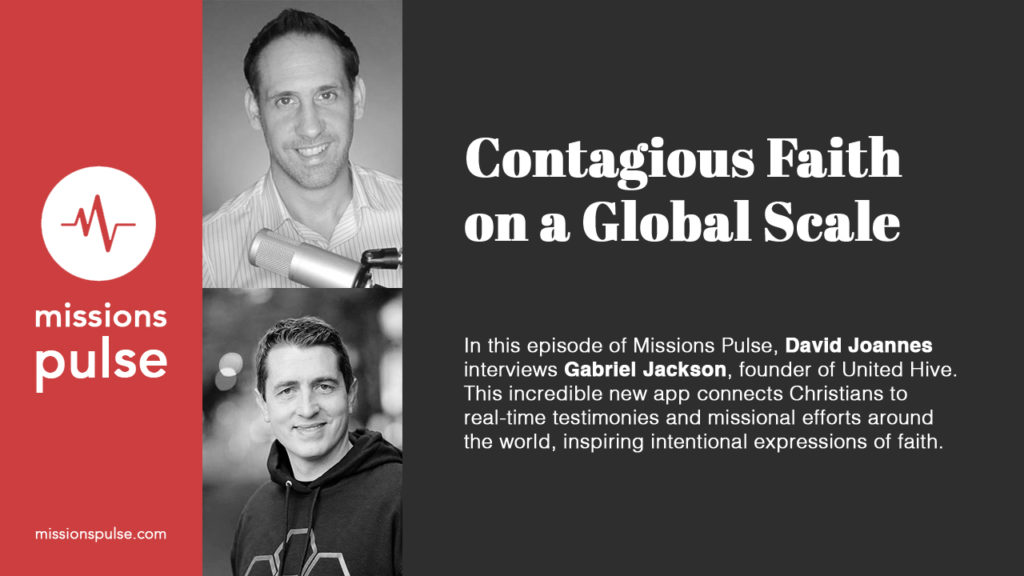 missions
pulse
missionspulse.com
Contagious Faith
on a Global Scale
In this episode of Missions Pulse, David Joannes
interviews Gabriel Jackson, founder of United Hive.
This incredible new app connects Christians to
real-time testimonies and missional efforts around
the world, inspiring intentional expressions of faith.